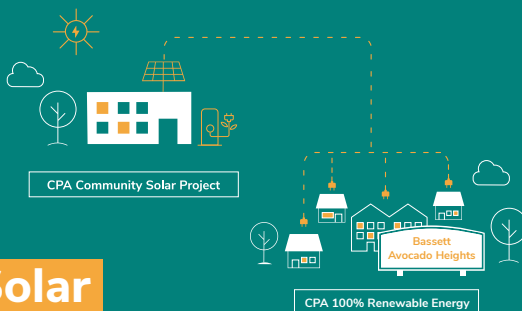 CPA Community Solar Project
Bassett
Avocado Heights
Solar
CPA 100% Renewable Energy